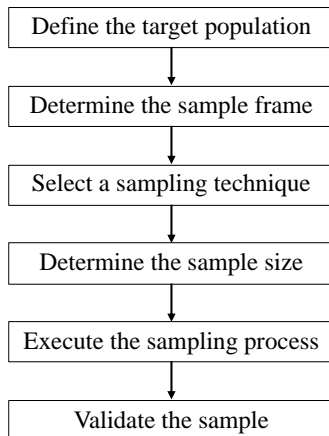 Define the target population
Determine the sample frame
Select a sampling technique
Determine the sample size
Execute the sampling process
Validate the sample